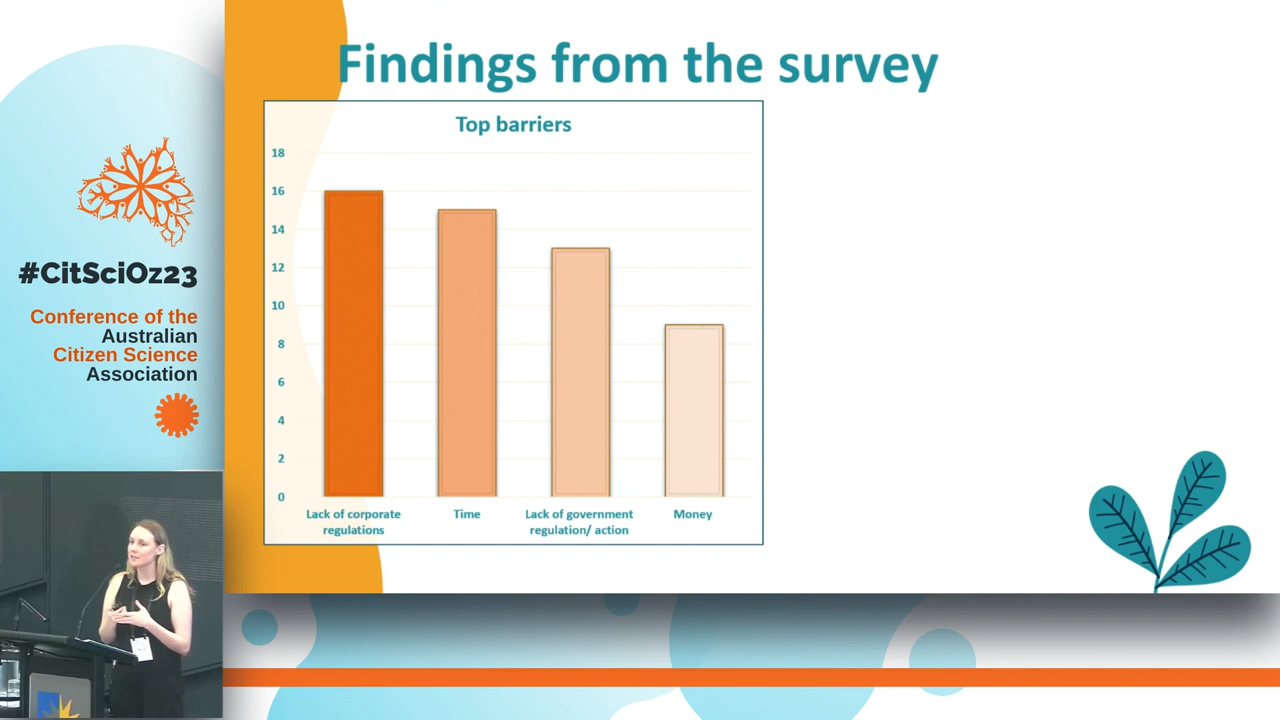 Findings from the survey
Top barriers
18
16
14
12
10
8
6
4
2
0
Lack of corporate
regulations
Time
Lack of government
regulation/ action
Money
#CitSciOz23
Conference of the
Australian
Citizen Science
Association